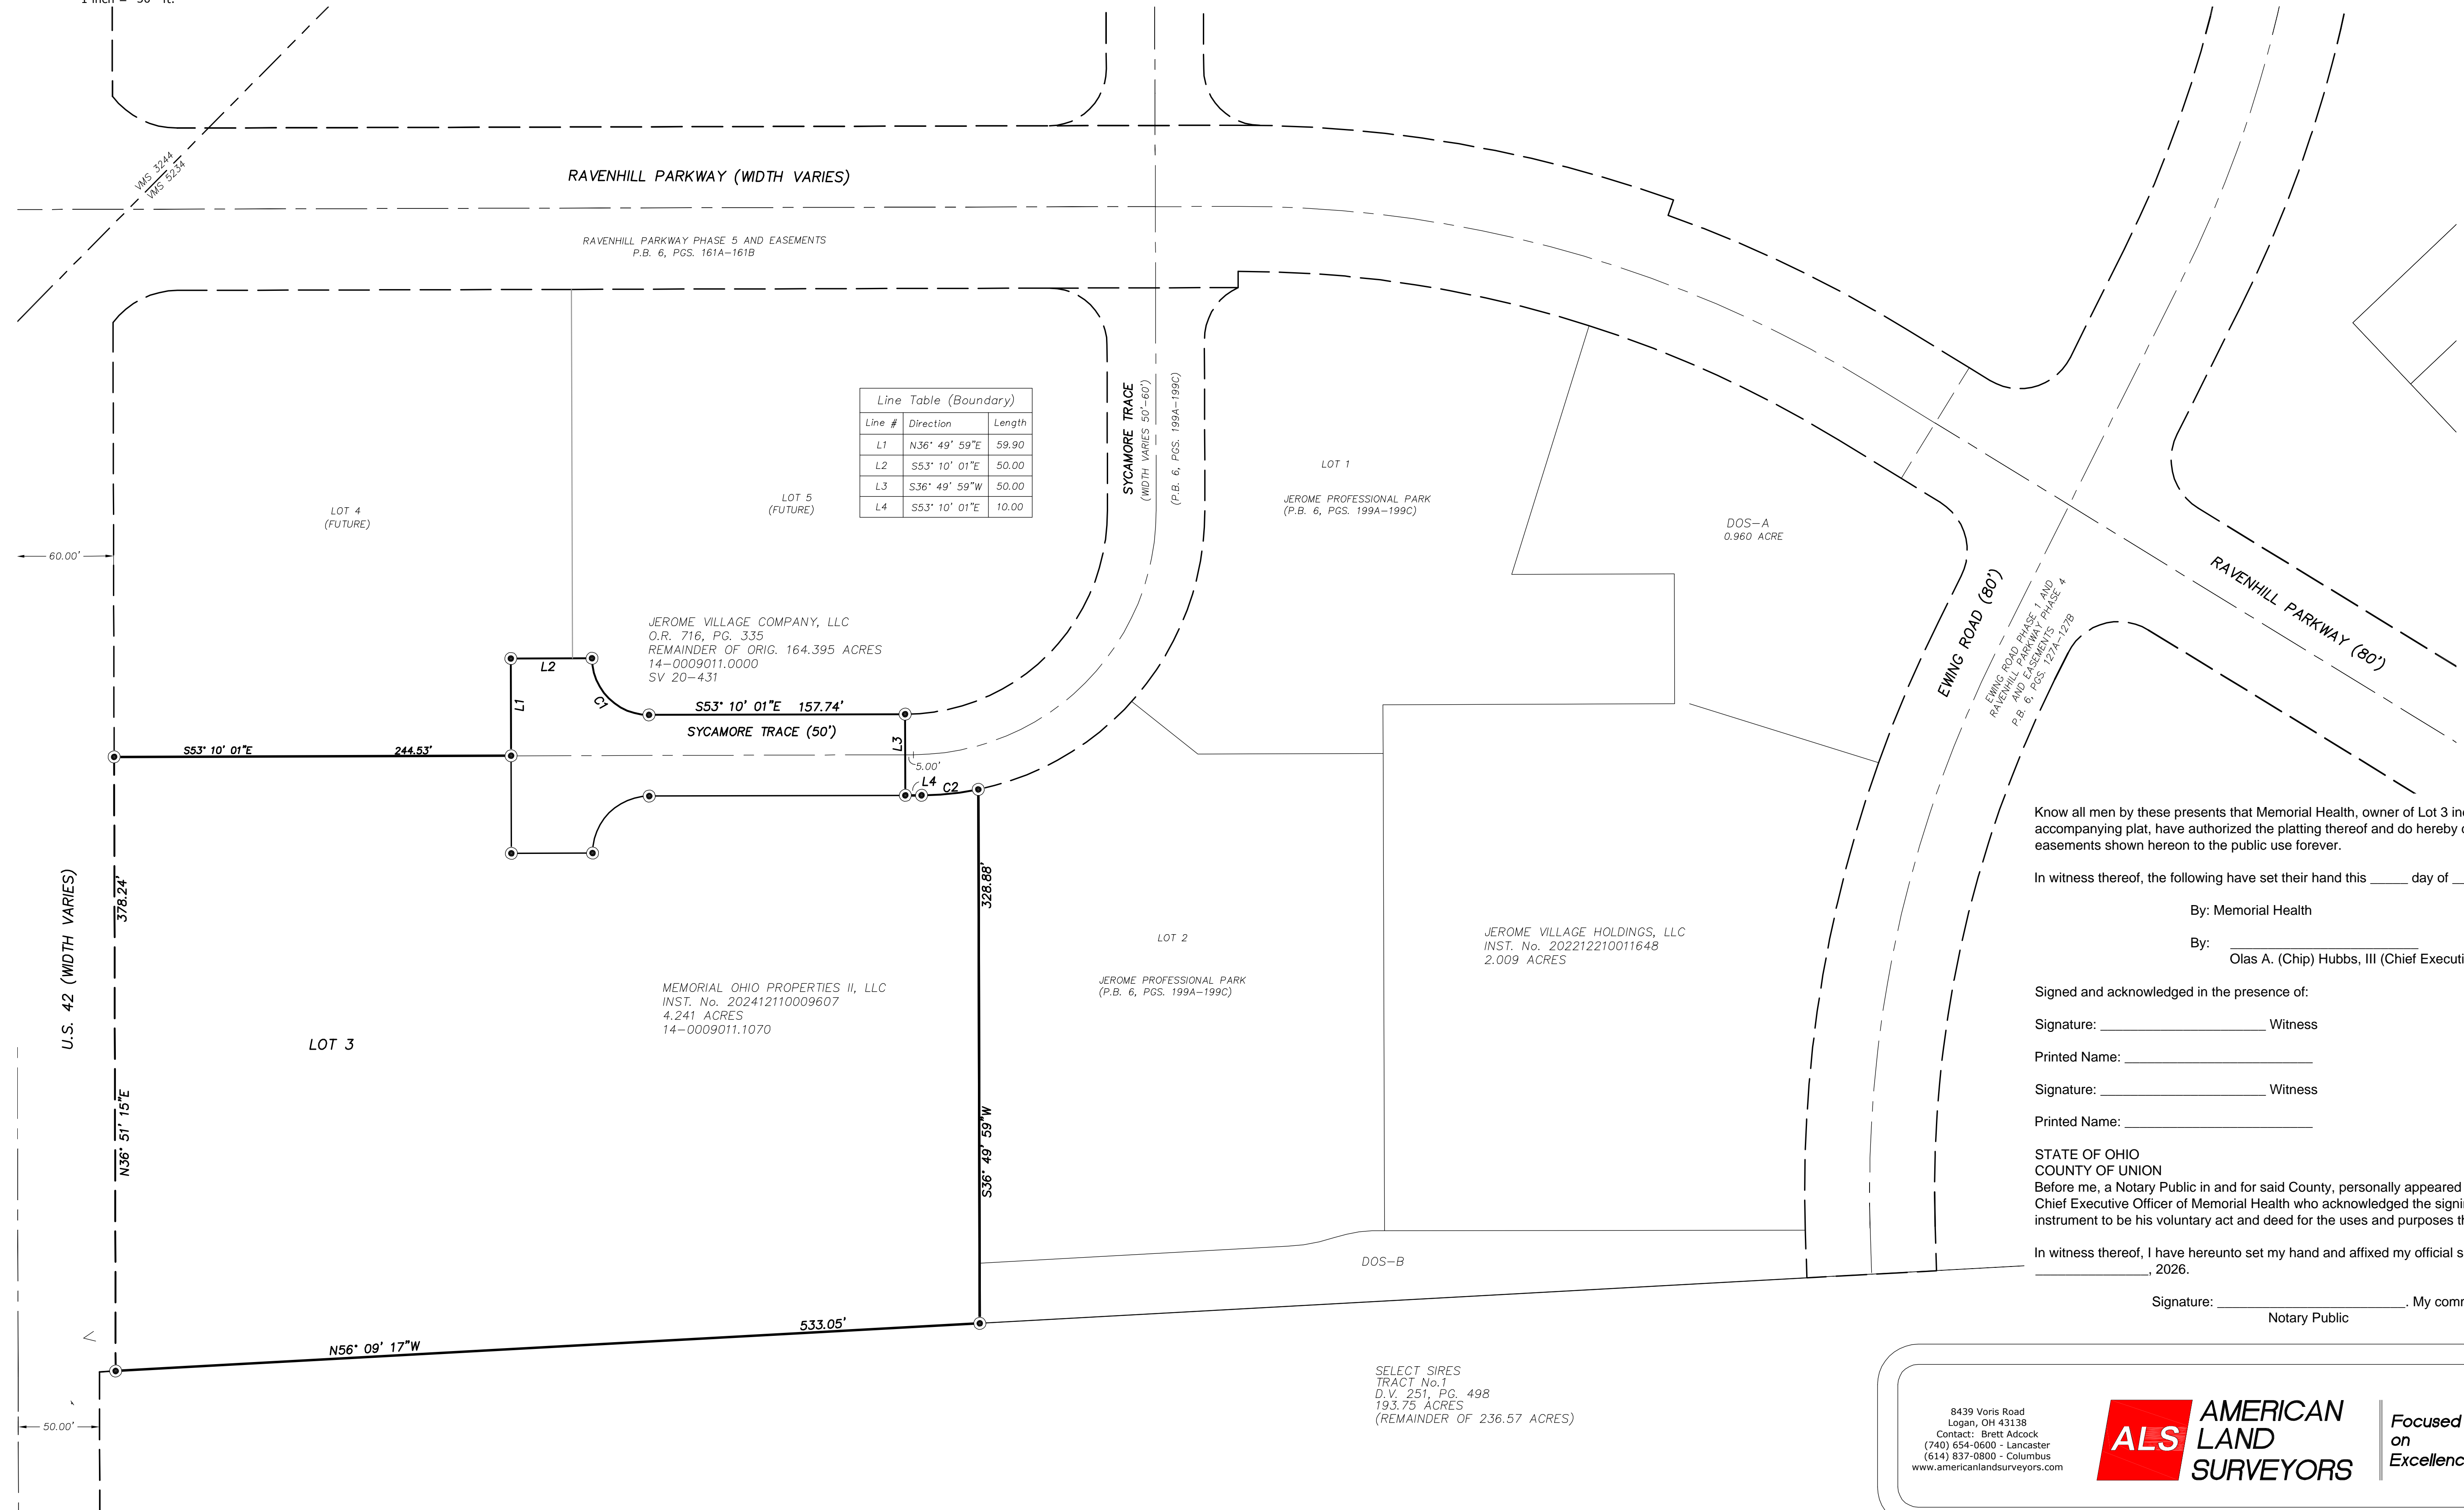 1 inch = 50 ft.
VMS 3244
VMS 5234
RAVENHILL PARKWAY (WIDTH VARIES)
RAVENHILL PARKWAY PHASE 5 AND EASEMENTS
P.B. 6, PGS. 161A-161B
Line Table (Boundary)
Line # Direction Length
L1 N36° 49' 59"E 59.90
L2 S53° 10' 01"E 50.00
L3 S36° 49' 59"W 50.00
L4 S53° 10' 01"E 10.00
SYCAMORE TRACE
(WIDTH VARIES 50'-60')
(P.B. 6, PGS. 199A-199C)
LOT 4
(FUTURE)
LOT 5
(FUTURE)
LOT 1
JEROME PROFESSIONAL PARK
(P.B. 6, PGS. 199A-199C)
DOS-A
0.960 ACRE
60.00'
EWING ROAD (80')
EWING ROAD PHASE 1 AND
RAVENHILL PARKWAY PHASE 4
AND EASEMENTS
P.B. 6, PGS. 127A-127B
RAVENHILL PARKWAY (80')
JEROME VILLAGE COMPANY, LLC
O.R. 716, PG. 335
REMAINDER OF ORIG. 164.395 ACRES
14-0009011.0000
SV 20-431
L2
L1
C1
S53° 10' 01"E 157.74'
SYCAMORE TRACE (50')
L3
5.00'
L4
C2
S53° 10' 01"E 244.53'
U.S. 42 (WIDTH VARIES)
378.24'
N36° 51' 15"E
328.88'
S36° 49' 59"W
LOT 3
MEMORIAL OHIO PROPERTIES II, LLC
INST. No. 202412110009607
4.241 ACRES
14-0009011.1070
LOT 2
JEROME PROFESSIONAL PARK
(P.B. 6, PGS. 199A-199C)
JEROME VILLAGE HOLDINGS, LLC
INST. No. 202212210011648
2.009 ACRES
DOS-B
533.05'
N56° 09' 17"W
50.00'
SELECT SIRES
TRACT No.1
D.V. 251, PG. 498
193.75 ACRES
(REMAINDER OF 236.57 ACRES)
Know all men by these presents that Memorial Health, owner of Lot 3
accompanying plat, have authorized the platting thereof and do hereby
easements shown hereon to the public use forever.
In witness thereof, the following have set their hand this _____ day of
By: Memorial Health
By: _________________________
Olas A. (Chip) Hubbs, III (Chief
Signed and acknowledged in the presence of:
Signature: ______________________ Witness
Printed Name: _________________________
Signature: ______________________ Witness
Printed Name: _________________________
STATE OF OHIO
COUNTY OF UNION
Before me, a Notary Public in and for said County, personally appeared
Chief Executive Officer of Memorial Health who acknowledged the
instrument to be his voluntary act and deed for the uses and purposes
In witness thereof, I have hereunto set my hand and affixed my official
_______________, 2026.
Signature: _________________________. My
Notary Public
8439 Voris Road
Logan, OH 43138
Contact: Brett Adcock
(740) 654-0600 - Lancaster
(614) 837-0800 - Columbus
www.americanlandsurveyors.com
ALS
AMERICAN
LAND
SURVEYORS
Focused
on